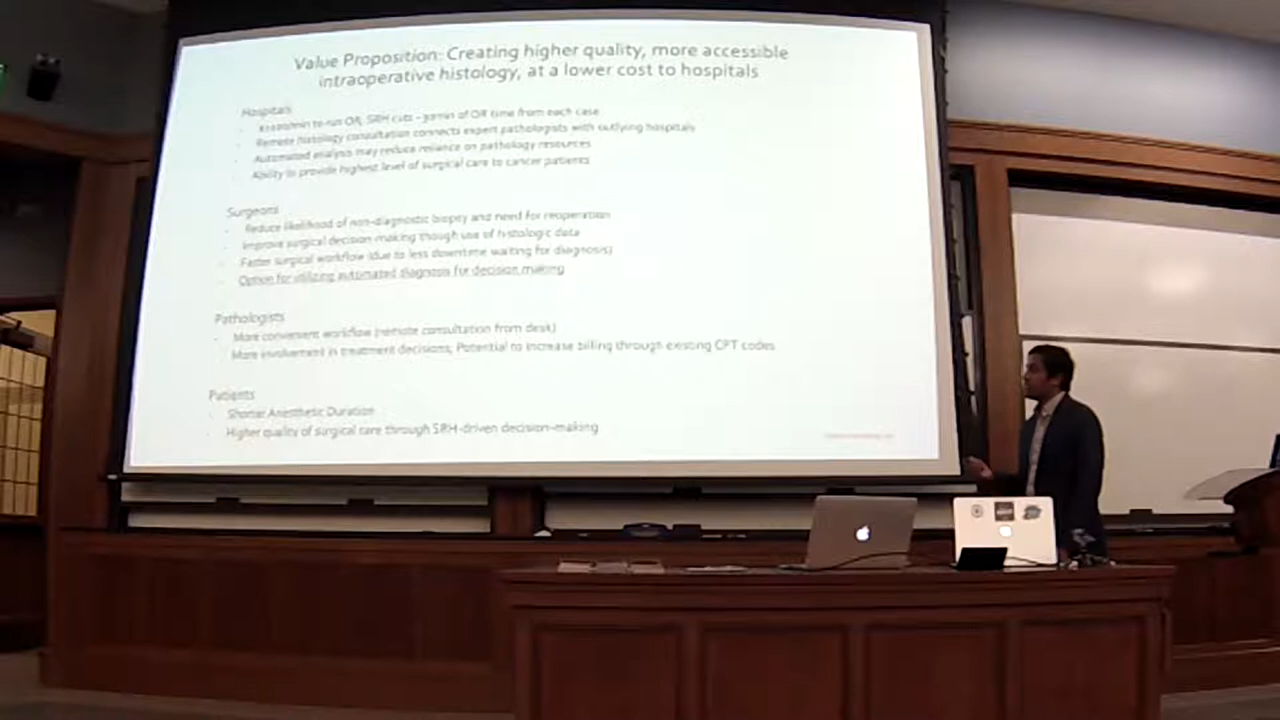 Value Proposition: Creating higher quality, more accessible
intraoperative histology, at a lower cost to hospitals
Hospitals
to run OR, SRH cuts ~30min of OR time from each case
Remote histology consultation connects expert pathologists with outlying hospitals
Automated analysis may reduce reliance on pathology resources
Ability to provide highest level of surgical care to cancer patients
Surgeons
Reduce likelihood of non-diagnostic biopsy and need for reoperation
Improve surgical decision-making though use of histologic data
Faster surgical workflow (due to less downtime waiting for diagnosis)
Option for utilizing automated diagnosis for decision making
Pathologists
More convenient workflow (remote consultation from desk)
More involvement in treatment decisions; Potential to increase billing through existing CPT codes
Patients
Shorter Anesthetic Duration
Higher quality of surgical care through SRH-driven decision-making